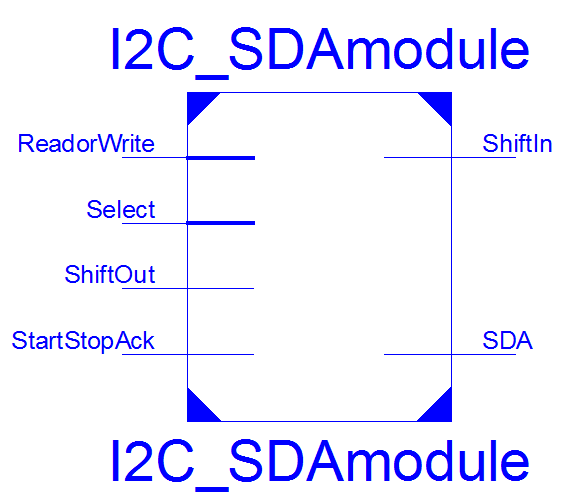 I2C_SDAmodule
ReadorWrite
ShiftIn
Select
ShiftOut
StartStopAck
SDA
I2C_SDAmodule